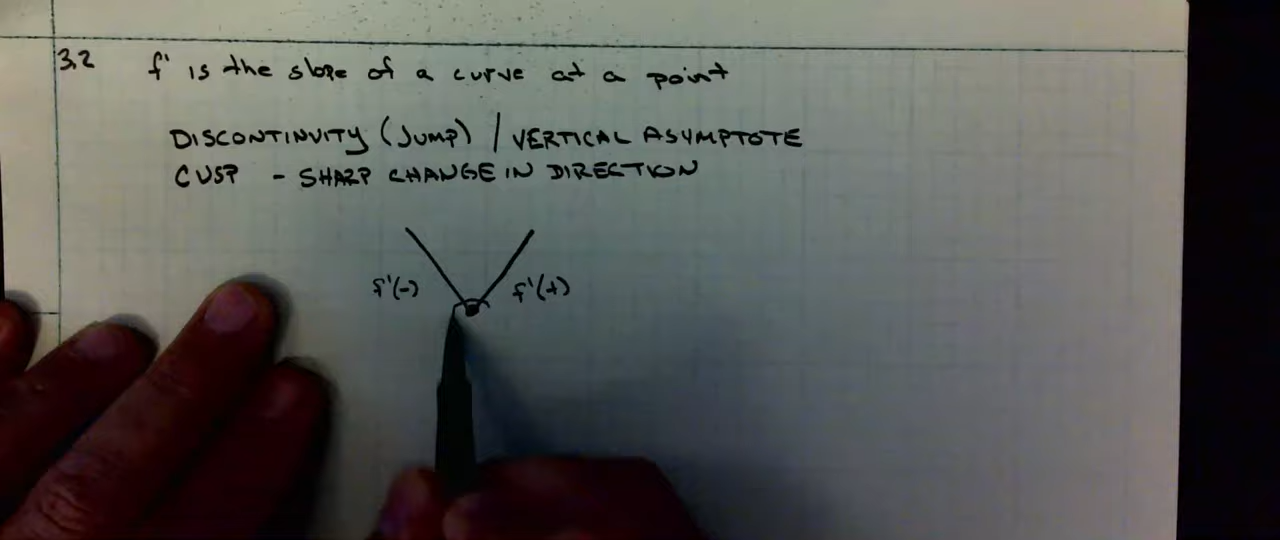 3.2 f' is the slope of a curve at a point
DISCONTINUITY (JUMP) / VERTICAL ASYMPTOTE
CUSP - SHARP CHANGE IN DIRECTION
f'(-) f'(+)